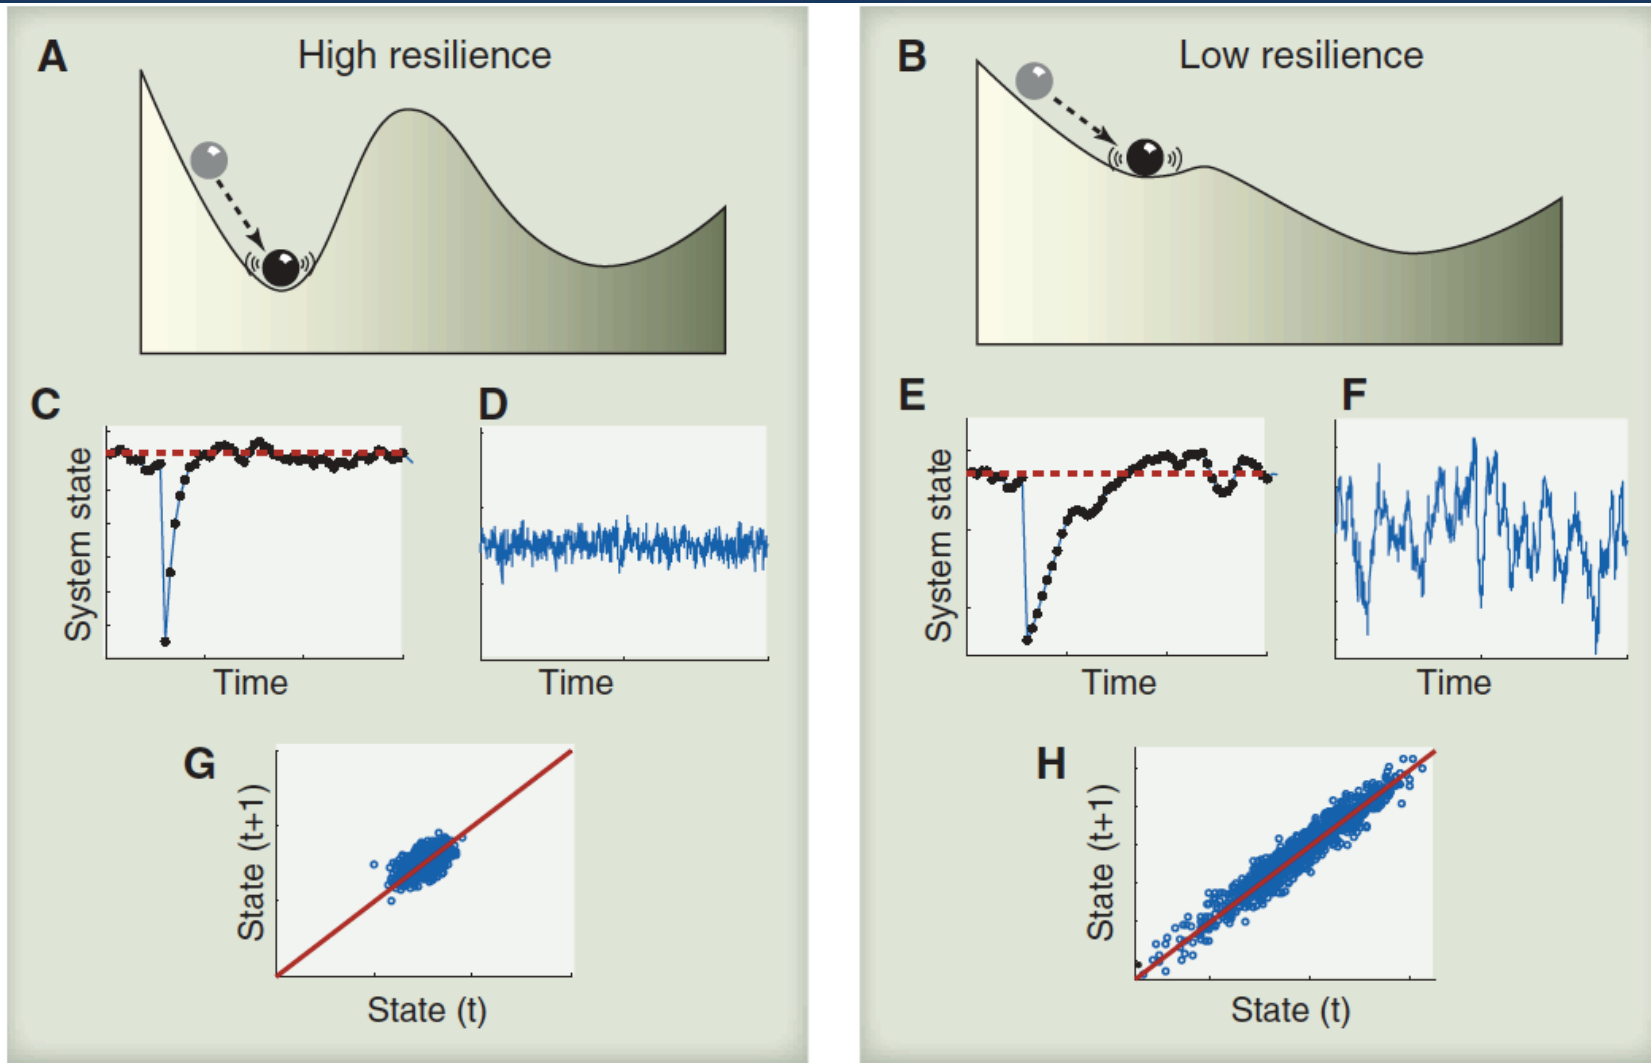 A
High resilience
B
Low resilience
C
System state
Time
D
Time
E
System state
Time
F
Time
G
State (t+1)
State (t)
H
State (t+1)
State (t)